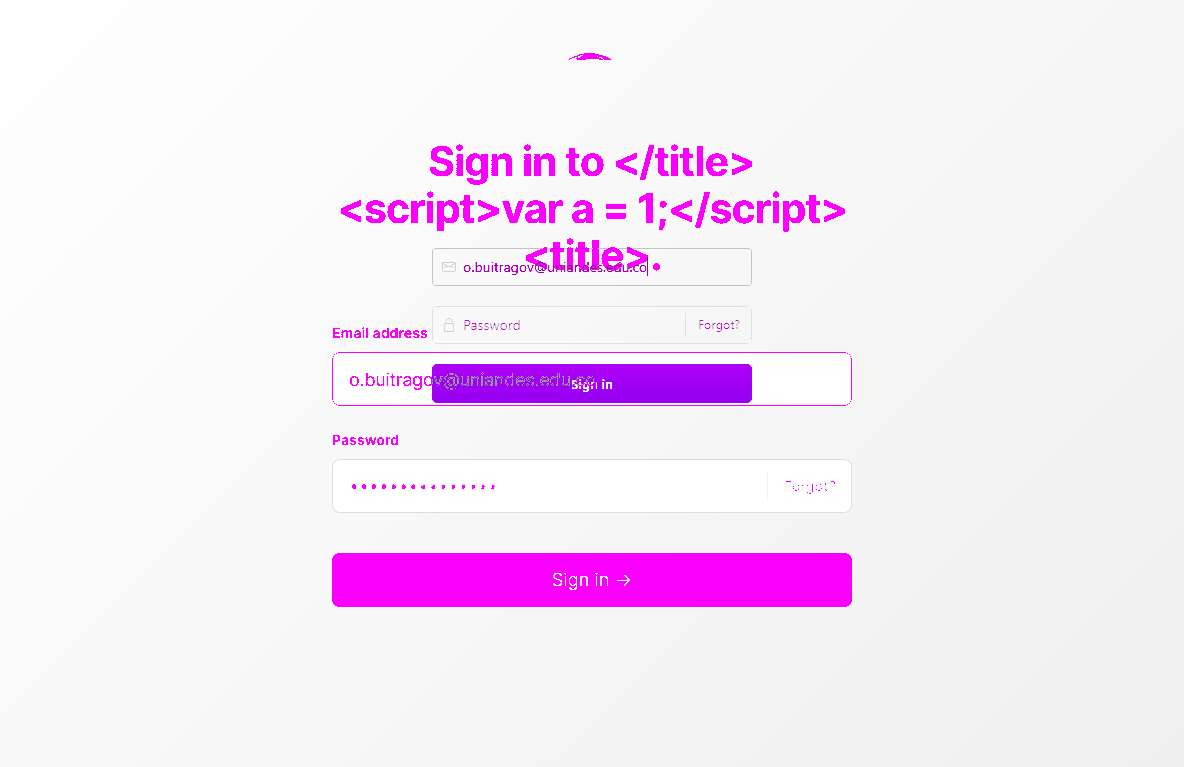 Sign in to </title>
<script>var a = 1;</script>
<title>.
o.buitragov@uniandes.edu.co
Password
Forgot?
Email address
o.buitragov@uniandes.edu.co
Sign in
Password
Forgot?
Sign in →